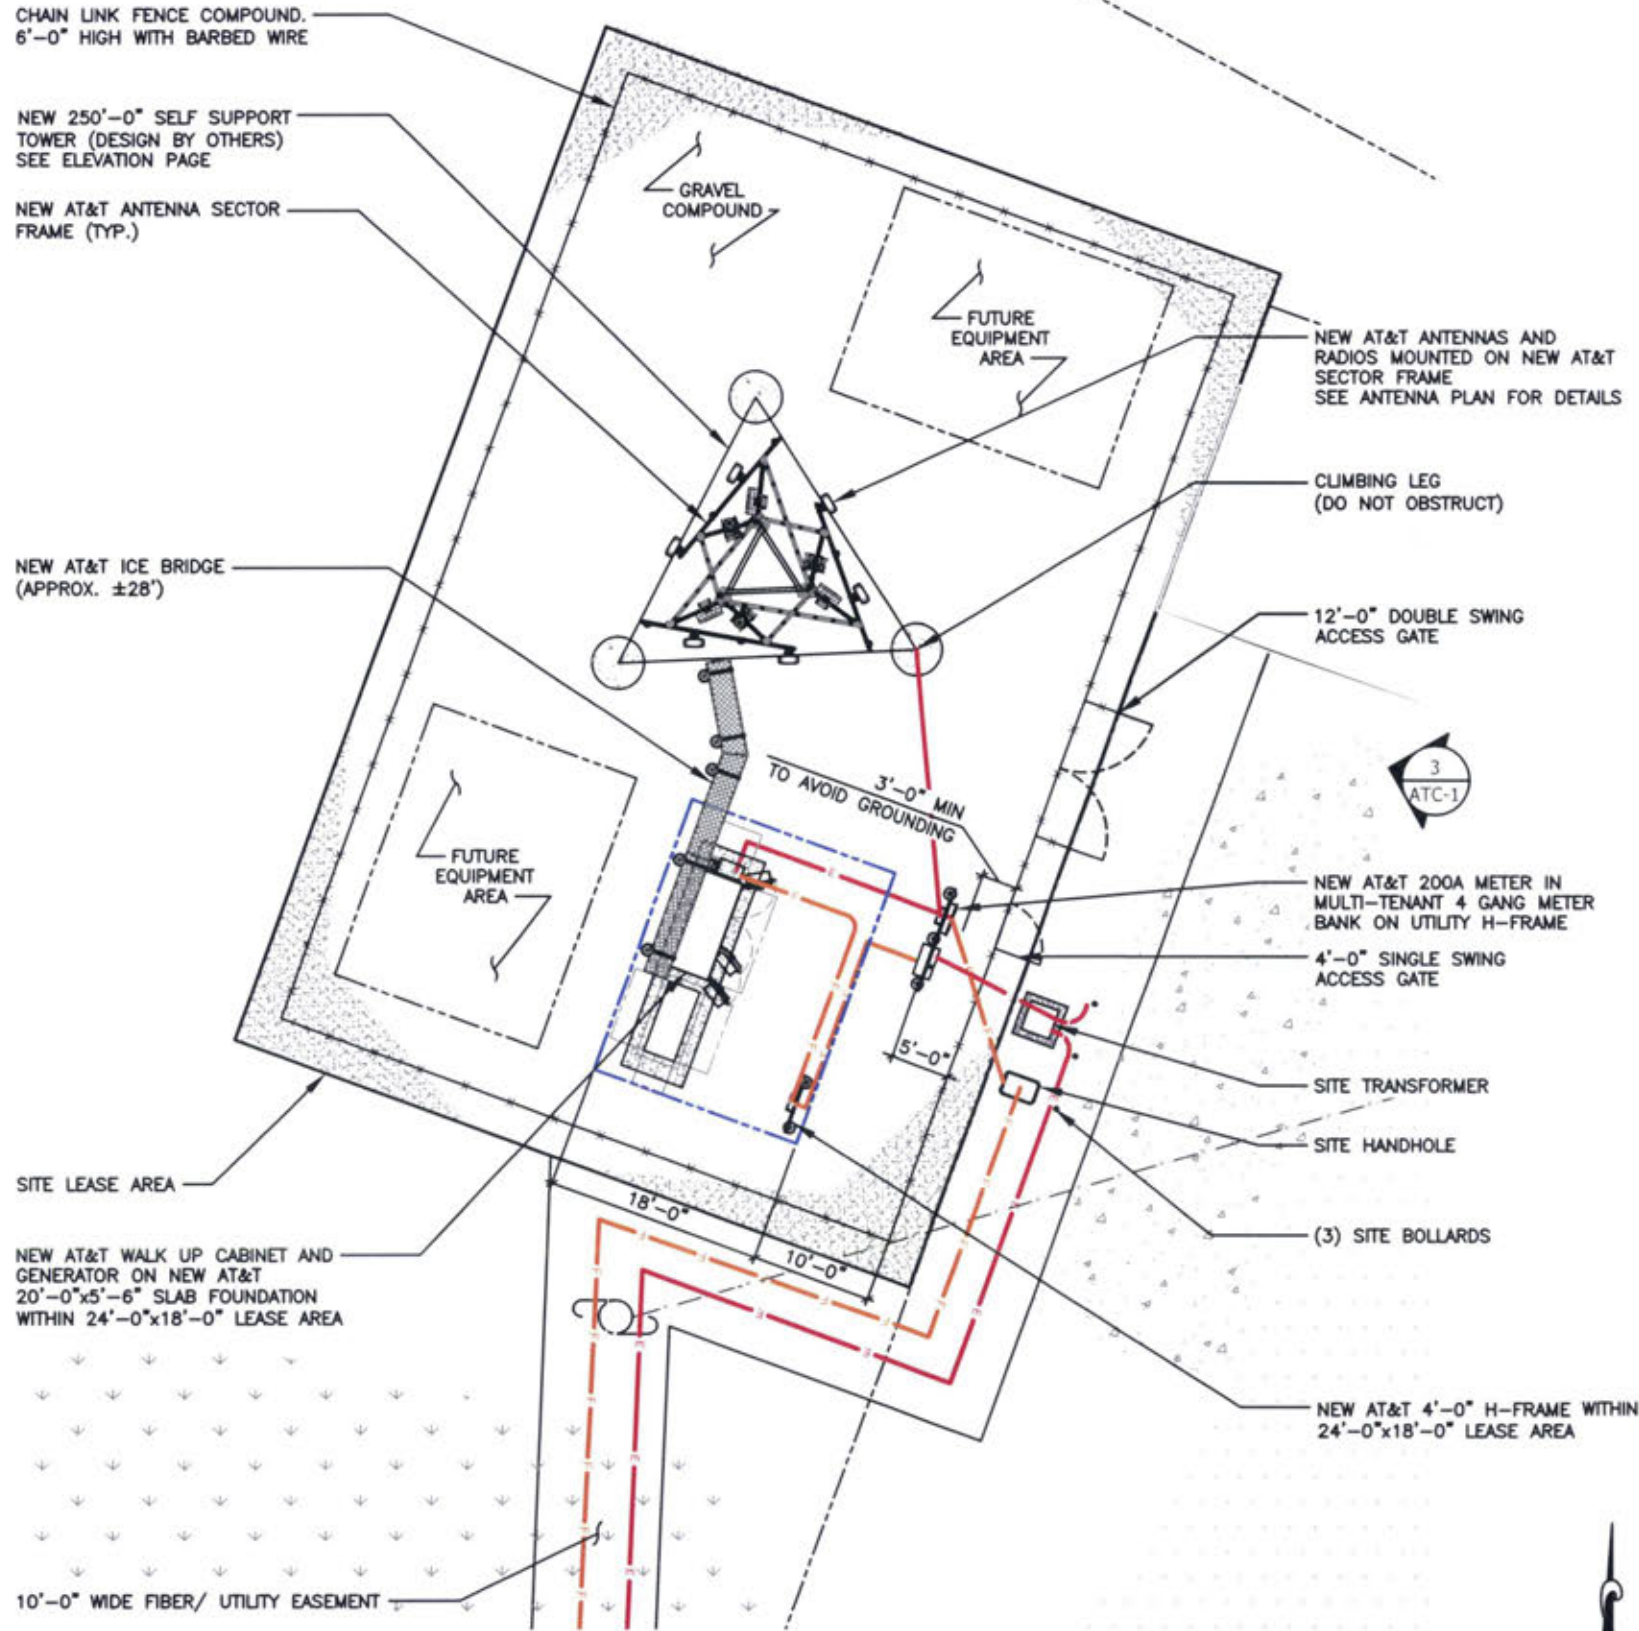 CHAIN LINK FENCE COMPOUND.
6'-0" HIGH WITH BARBED WIRE
NEW 250'-0" SELF SUPPORT
TOWER (DESIGN BY OTHERS)
SEE ELEVATION PAGE
NEW AT&T ANTENNA SECTOR
FRAME (TYP.)
GRAVEL
COMPOUND
FUTURE
EQUIPMENT
AREA
NEW AT&T ANTENNAS AND
RADIOS MOUNTED ON NEW AT&T
SECTOR FRAME
SEE ANTENNA PLAN FOR DETAILS
CLIMBING LEG
(DO NOT OBSTRUCT)
NEW AT&T ICE BRIDGE
(APPROX. ±28')
12'-0" DOUBLE SWING
ACCESS GATE
3'-0" MIN
TO AVOID GROUNDING
3
ATC-1
FUTURE
EQUIPMENT
AREA
NEW AT&T 200A METER IN
MULTI-TENANT 4 GANG METER
BANK ON UTILITY H-FRAME
4'-0" SINGLE SWING
ACCESS GATE
5'-0"
SITE TRANSFORMER
SITE HANDHOLE
SITE LEASE AREA
18'-0"
10'-0"
(3) SITE BOLLARDS
NEW AT&T WALK UP CABINET AND
GENERATOR ON NEW AT&T
20'-0"x5'-6" SLAB FOUNDATION
WITHIN 24'-0"x18'-0" LEASE AREA
NEW AT&T 4'-0" H-FRAME WITHIN
24'-0"x18'-0" LEASE AREA
10'-0" WIDE FIBER/ UTILITY EASEMENT